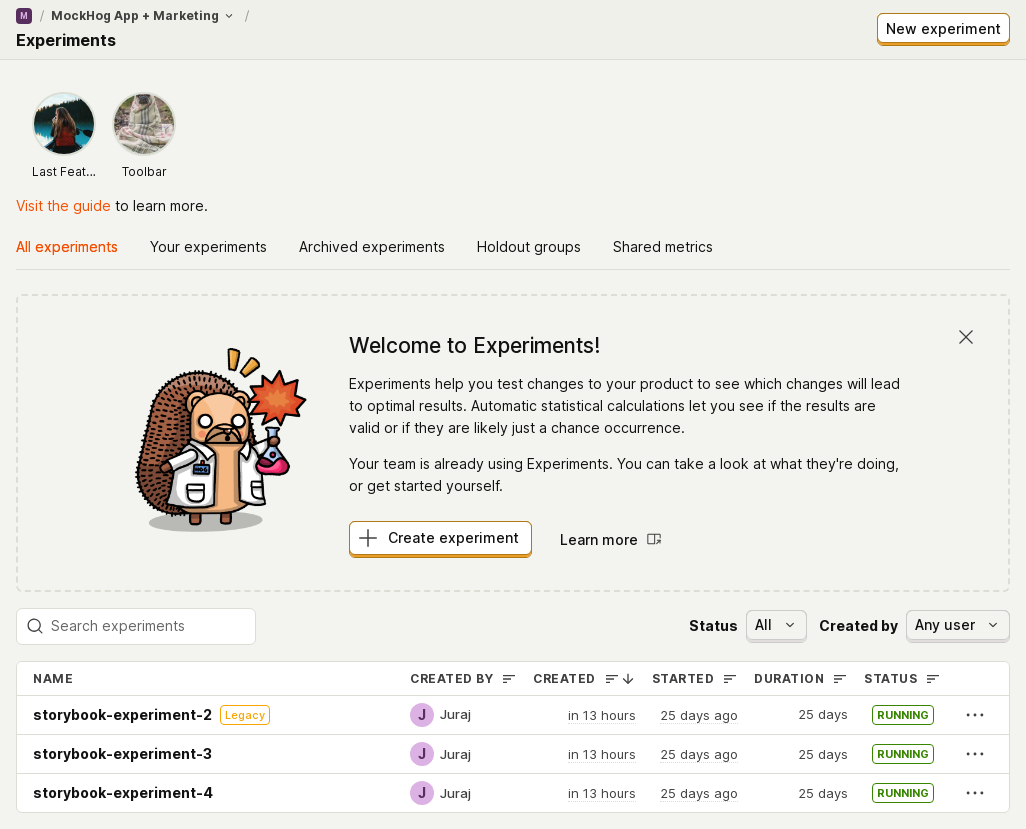 M / MockHog App + Marketing /
Experiments
New experiment
Last Feat...
Toolbar
Visit the guide to learn more.
All experiments
Your experiments
Archived experiments
Holdout groups
Shared metrics
Welcome to Experiments!
Experiments help you test changes to your product to see which changes will lead
to optimal results. Automatic statistical calculations let you see if the results are
valid or if they are likely just a chance occurrence.
Your team is already using Experiments. You can take a look at what they're doing,
or get started yourself.
Create experiment
Learn more
HOG
Search experiments
Status All
Created by Any user
NAME CREATED BY CREATED STARTED DURATION STATUS
storybook-experiment-2 Legacy J Juraj in 13 hours 25 days ago 25 days RUNNING
storybook-experiment-3 J Juraj in 13 hours 25 days ago 25 days RUNNING
storybook-experiment-4 J Juraj in 13 hours 25 days ago 25 days RUNNING